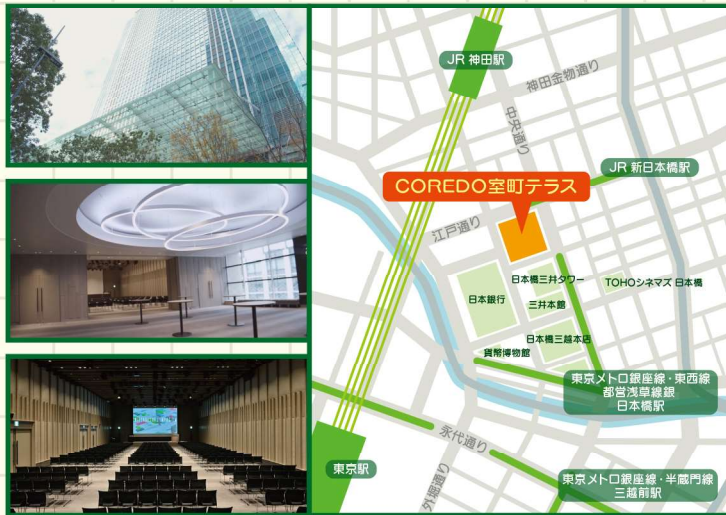 JR 神田駅
神田金物通り
中央通り
JR 新日本橋駅
COREDO室町テラス
江戸通り
日本橋三井タワー
TOHOシネマズ 日本橋
日本銀行
三井本館
日本橋三越本店
貨幣博物館
東京メトロ銀座線・東西線
都営浅草線銀
日本橋駅
永代通り
東京駅
外堀通り
東京メトロ銀座線・半蔵門線
三越前駅